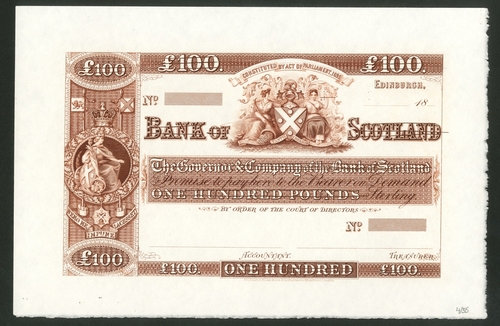 £100 £100. £100.
CONSTITUTED BY ACT OF PARLIAMENT 1695
EDINBURGH,
No 18
BANK OF SCOTLAND
The Governor & Company of the Bank of Scotland
Promise to pay here to the Bearer on Demand
ONE HUNDRED POUNDS Sterling.
BY ORDER OF THE COURT OF DIRECTORS
No
ACCOUNTANT. TREASURER.
£100 £100. ONE HUNDRED £100.